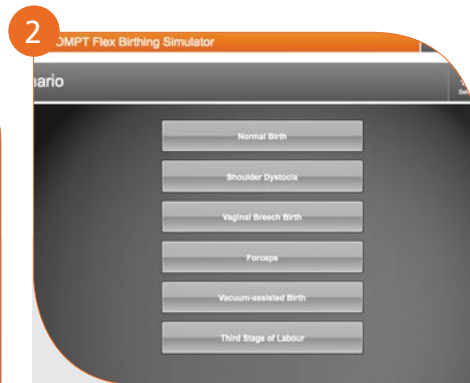 2
OMPT Flex Birthing Simulator
nario
Normal Birth
Shoulder Dystocia
Vaginal Breech Birth
Forceps
Vacuum-assisted Birth
Third Stage of Labour